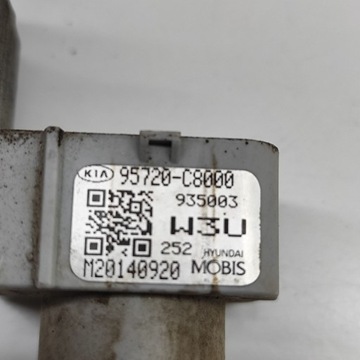 KIA 95720-C8000
935003
W3U
252 HYUNDAI
M20140920 MOBIS